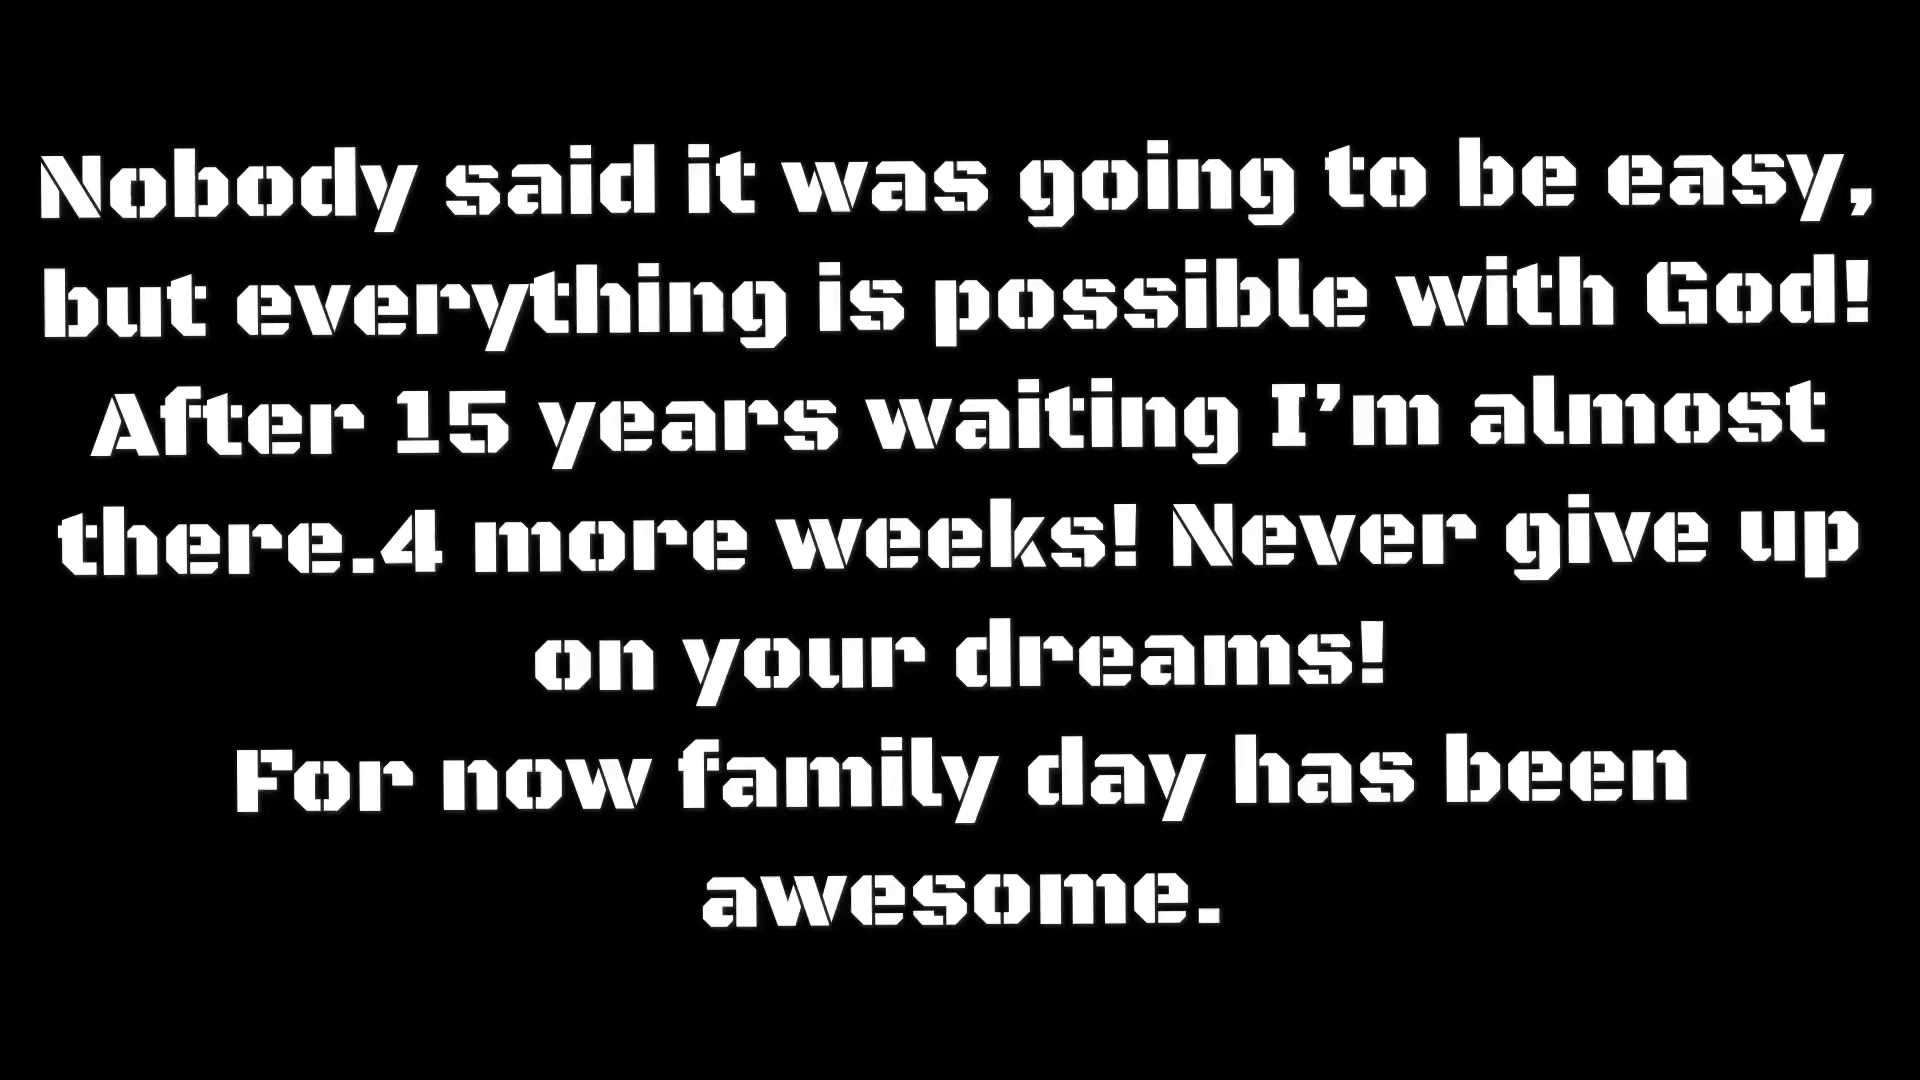 Nobody said it was going to be easy,
but everything is possible with God!
After 15 years waiting I’m almost
there.4 more weeks! Never give up
on your dreams!
For now family day has been
awesome.